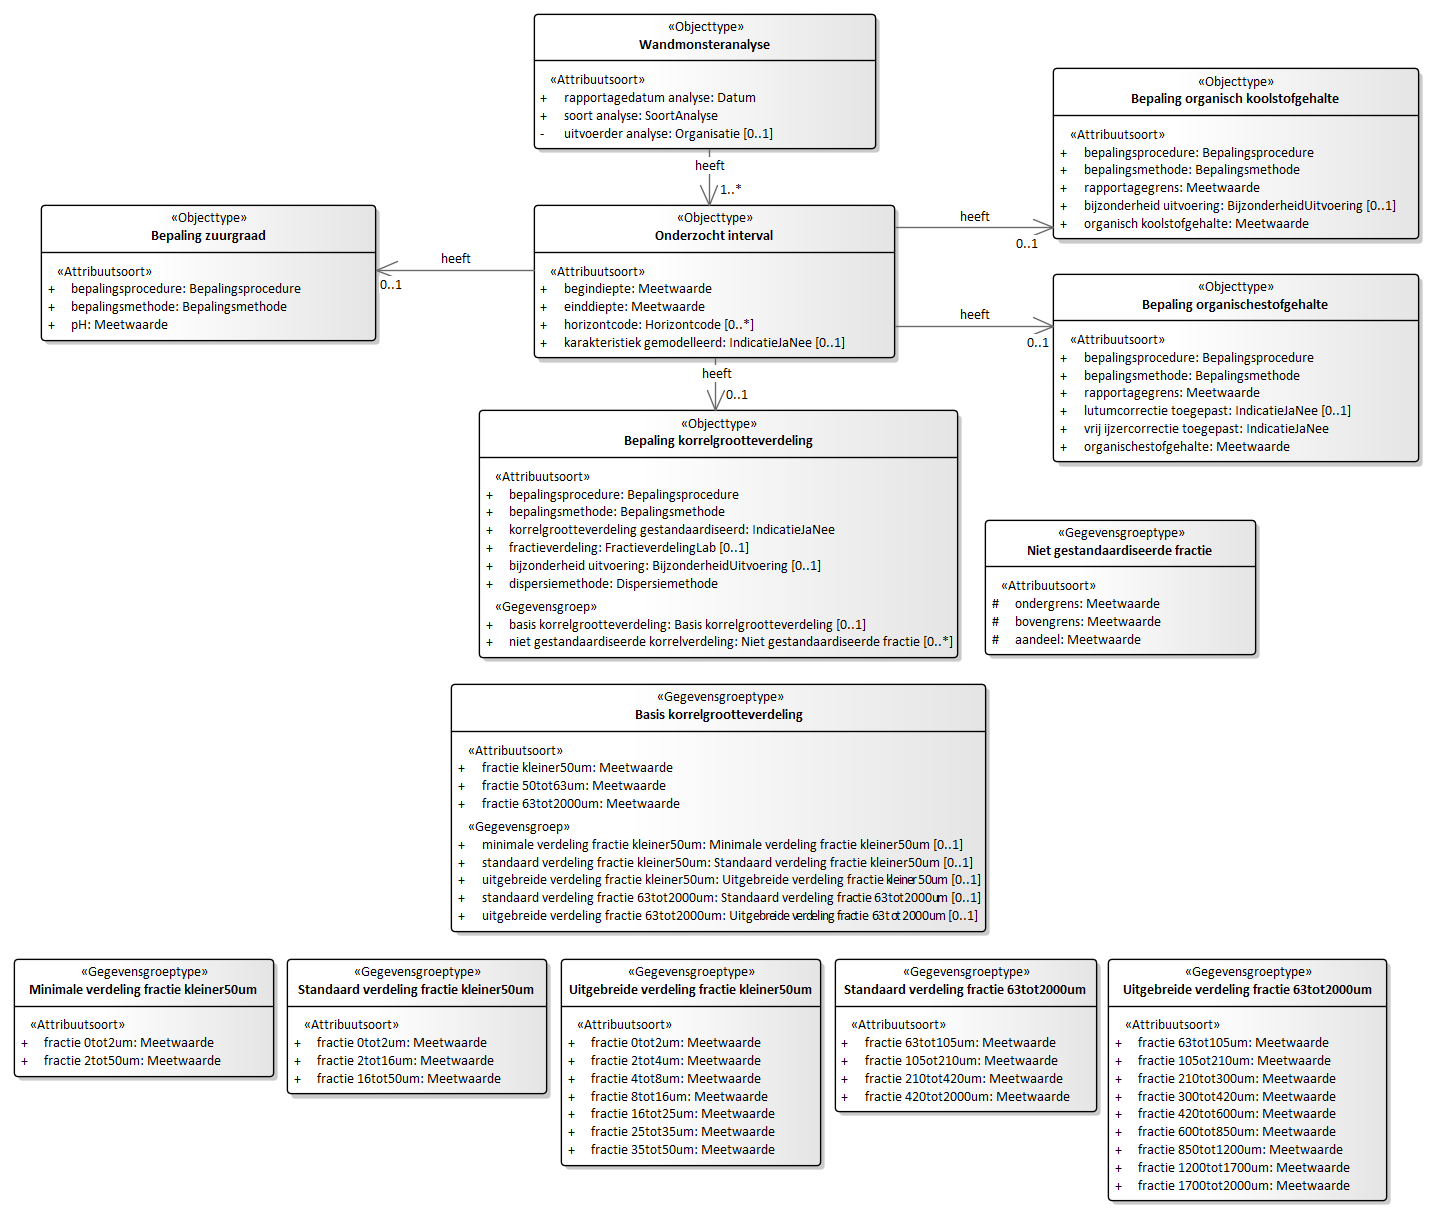 «Objecttype»
Wandmonsteranalyse
«Attribuutsoort»
+ rapportagedatum analyse: Datum
+ soort analyse: SoortAnalyse
- uitvoerder analyse: Organisatie [0..1]
heeft
1..*
«Objecttype»
Bepaling organisch koolstofgehalte
«Attribuutsoort»
+ bepalingsprocedure: Bepalingsprocedure
+ bepalingsmethode: Bepalingsmethode
+ rapportagegrens: Meetwaarde
+ bijzonderheid uitvoering: BijzonderheidUitvoering [0..1]
+ organisch koolstofgehalte: Meetwaarde
«Objecttype»
Bepaling zuurgraad
«Attribuutsoort»
+ bepalingsprocedure: Bepalingsprocedure
+ bepalingsmethode: Bepalingsmethode
+ pH: Meetwaarde
heeft
0..1
«Objecttype»
Onderzocht interval
«Attribuutsoort»
+ begindiepte: Meetwaarde
+ einddiepte: Meetwaarde
+ horizontcode: Horizontcode [0..*]
+ karakteristiek gemodelleerd: IndicatieJaNee [0..1]
heeft
0..1
heeft
0..1
«Objecttype»
Bepaling organischestofgehalte
«Attribuutsoort»
+ bepalingsprocedure: Bepalingsprocedure
+ bepalingsmethode: Bepalingsmethode
+ rapportagegrens: Meetwaarde
+ lutumcorrectie toegepast: IndicatieJaNee [0..1]
+ vrij ijzercorrectie toegepast: IndicatieJaNee
+ organischestofgehalte: Meetwaarde
heeft
0..1
«Objecttype»
Bepaling korrelgrootteverdeling
«Attribuutsoort»
+ bepalingsprocedure: Bepalingsprocedure
+ bepalingsmethode: Bepalingsmethode
+ korrelgrootteverdeling gestandaardiseerd: IndicatieJaNee
+ fractieverdeling: FractieverdelingLab [0..1]
+ bijzonderheid uitvoering: BijzonderheidUitvoering [0..1]
+ dispersiemethode: Dispersiemethode
«Gegevensgroep»
+ basis korrelgrootteverdeling: Basis korrelgrootteverdeling [0..1]
+ niet gestandaardiseerde korrelverdeling: Niet gestandaardiseerde fractie [0..*]
«Gegevensgroeptype»
Niet gestandaardiseerde fractie
«Attribuutsoort»
# ondergrens: Meetwaarde
# bovengrens: Meetwaarde
# aandeel: Meetwaarde
«Gegevensgroeptype»
Basis korrelgrootteverdeling
«Attribuutsoort»
+ fractie kleiner50um: Meetwaarde
+ fractie 50tot63um: Meetwaarde
+ fractie 63tot2000um: Meetwaarde
«Gegevensgroep»
+ minimale verdeling fractie kleiner50um: Minimale verdeling fractie kleiner50um [0..1]
+ standaard verdeling fractie kleiner50um: Standaard verdeling fractie kleiner50um [0..1]
+ uitgebreide verdeling fractie kleiner50um: Uitgebreide verdeling fractie kleiner50um [0..1]
+ standaard verdeling fractie 63tot2000um: Standaard verdeling fractie 63tot2000um [0..1]
+ uitgebreide verdeling fractie 63tot2000um: Uitgebreide verdeling fractie 63tot2000um [0..1]
«Gegevensgroeptype»
Minimale verdeling fractie kleiner50um
«Attribuutsoort»
+ fractie 0tot2um: Meetwaarde
+ fractie 2tot50um: Meetwaarde
«Gegevensgroeptype»
Standaard verdeling fractie kleiner50um
«Attribuutsoort»
+ fractie 0tot2um: Meetwaarde
+ fractie 2tot16um: Meetwaarde
+ fractie 16tot50um: Meetwaarde
«Gegevensgroeptype»
Uitgebreide verdeling fractie kleiner50um
«Attribuutsoort»
+ fractie 0tot2um: Meetwaarde
+ fractie 2tot4um: Meetwaarde
+ fractie 4tot8um: Meetwaarde
+ fractie 8tot16um: Meetwaarde
+ fractie 16tot25um: Meetwaarde
+ fractie 25tot35um: Meetwaarde
+ fractie 35tot50um: Meetwaarde
«Gegevensgroeptype»
Standaard verdeling fractie 63tot2000um
«Attribuutsoort»
+ fractie 63tot105um: Meetwaarde
+ fractie 105ot210um: Meetwaarde
+ fractie 210tot420um: Meetwaarde
+ fractie 420tot2000um: Meetwaarde
«Gegevensgroeptype»
Uitgebreide verdeling fractie 63tot2000um
«Attribuutsoort»
+ fractie 63tot105um: Meetwaarde
+ fractie 105ot210um: Meetwaarde
+ fractie 210tot300um: Meetwaarde
+ fractie 300tot420um: Meetwaarde
+ fractie 420tot600um: Meetwaarde
+ fractie 600tot850um: Meetwaarde
+ fractie 850tot1200um: Meetwaarde
+ fractie 1200tot1700um: Meetwaarde
+ fractie 1700tot2000um: Meetwaarde